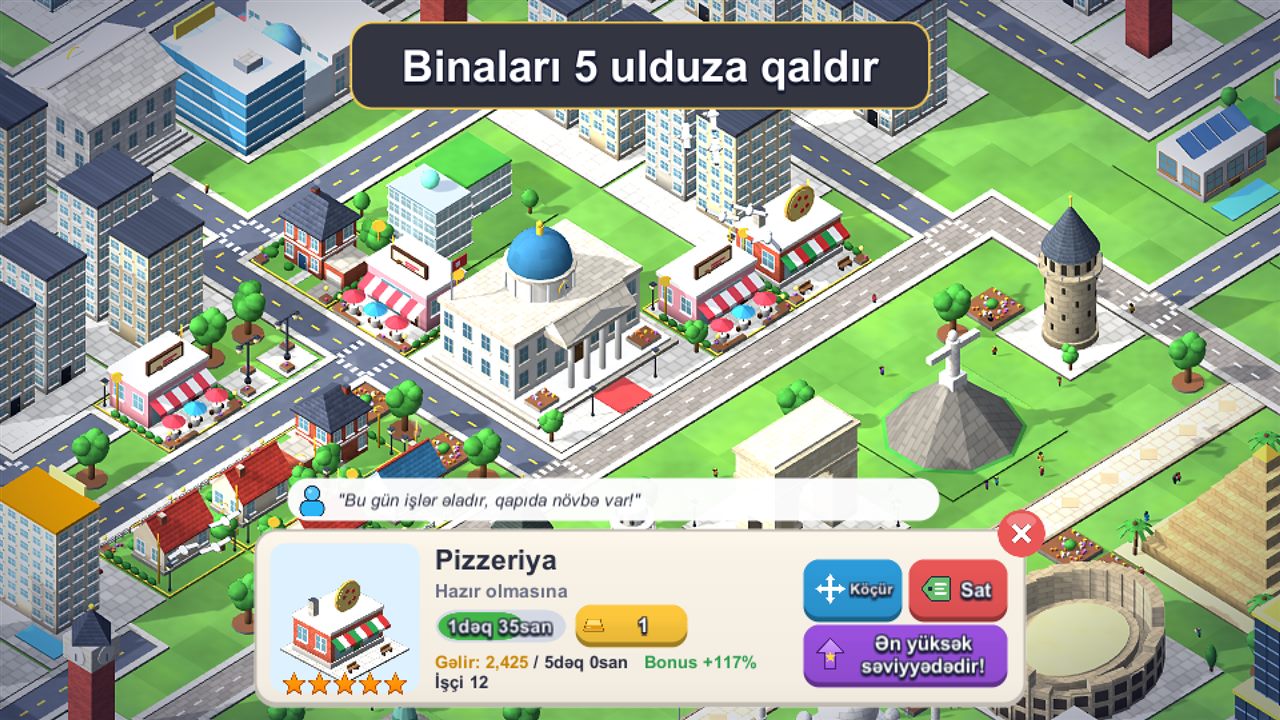 Binaları 5 ulduza qaldır
"Bu gün işlər əladır, qapıda növbə var!"
Pizzeriya
Hazır olmasına
1dəq 35san
1
Gəlir: 2,425 / 5dəq 0san Bonus +117%
İşçi 12
Köçür
Sat
Ən yüksək
səviyyədədir!